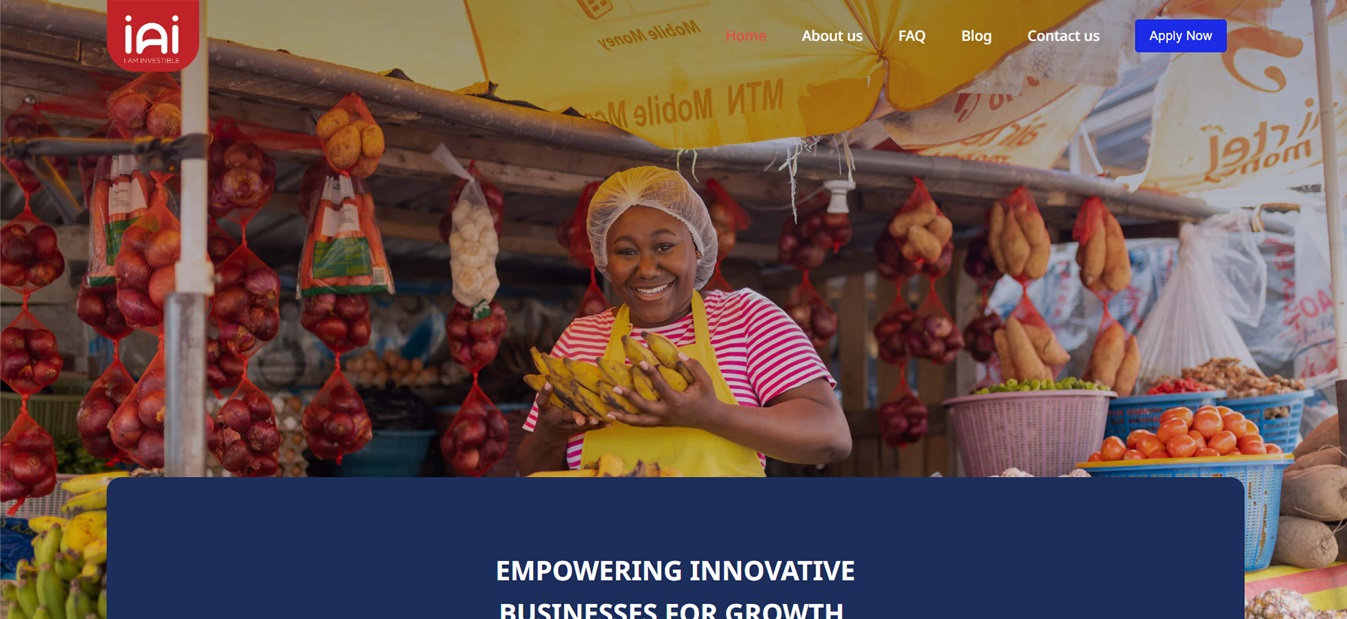 iAi
I AM INVESTIBLE
Home
About us
FAQ
Blog
Contact us
Apply Now
Mobile Money
MTN Mobile
airtel
money
EMPOWERING INNOVATIVE
BUSINESSES FOR GROWTH